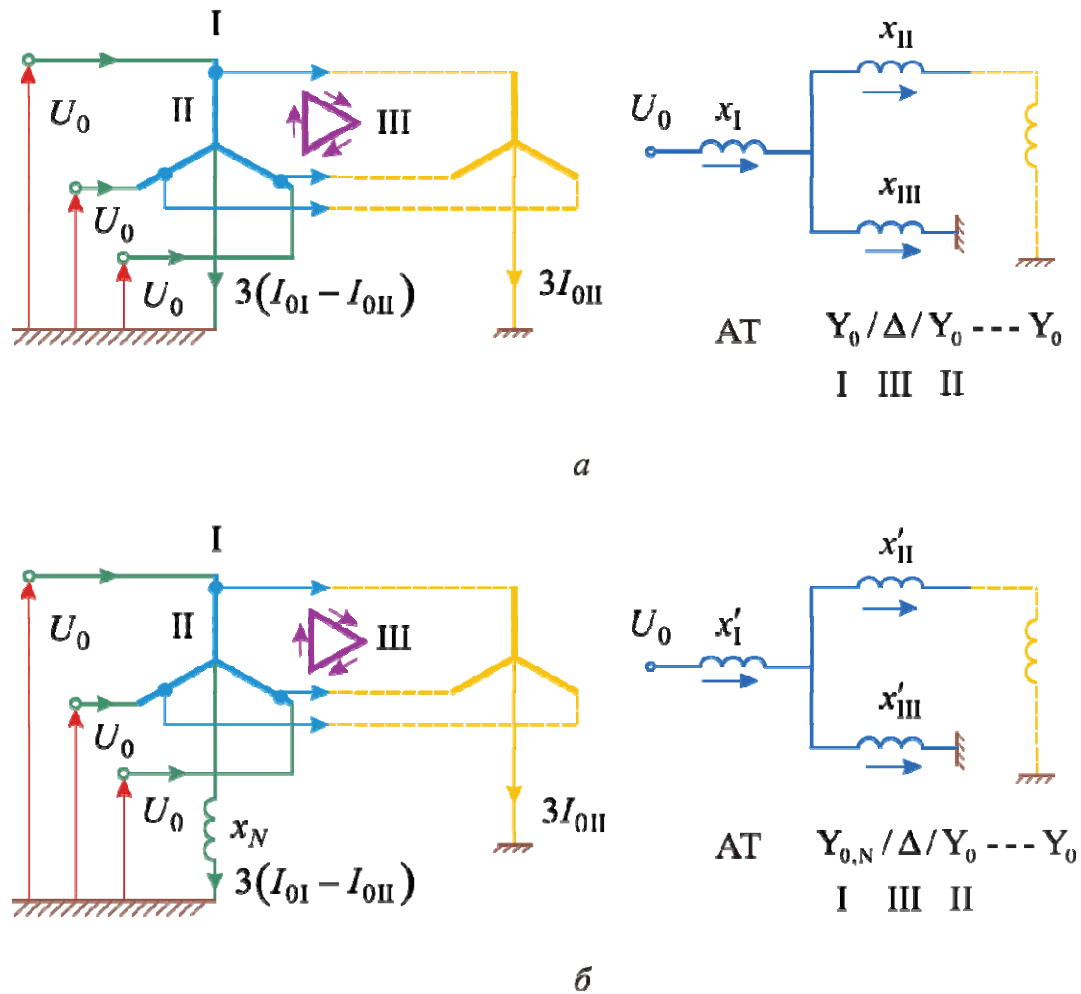 I
U₀
II
III
U₀
U₀
3(I₀I – I₀II)
3I₀II
xII
U₀
xI
xIII
AT Y₀ / Δ / Y₀ --- Y₀
I III II
а
I
U₀
II
III
U₀
U₀
xN
3(I₀I – I₀II)
3I₀II
x′II
U₀
x′I
x′III
AT Y₀,N / Δ / Y₀ --- Y₀
I III II
б